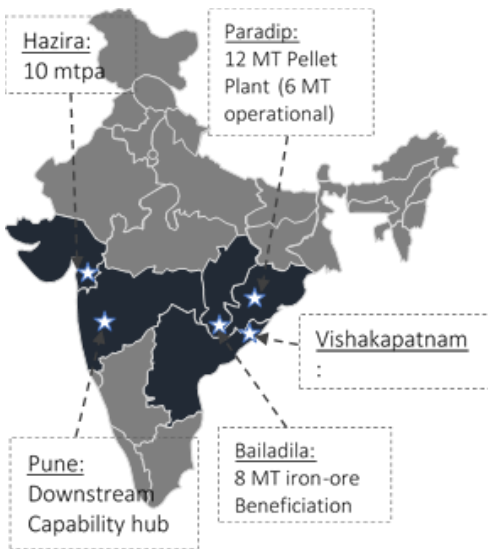 Hazira:
10 mtpa
Paradip:
12 MT Pellet
Plant (6 MT
operational)
Vishakapatnam
:
Bailadila:
8 MT iron-ore
Beneficiation
Pune:
Downstream
Capability hub